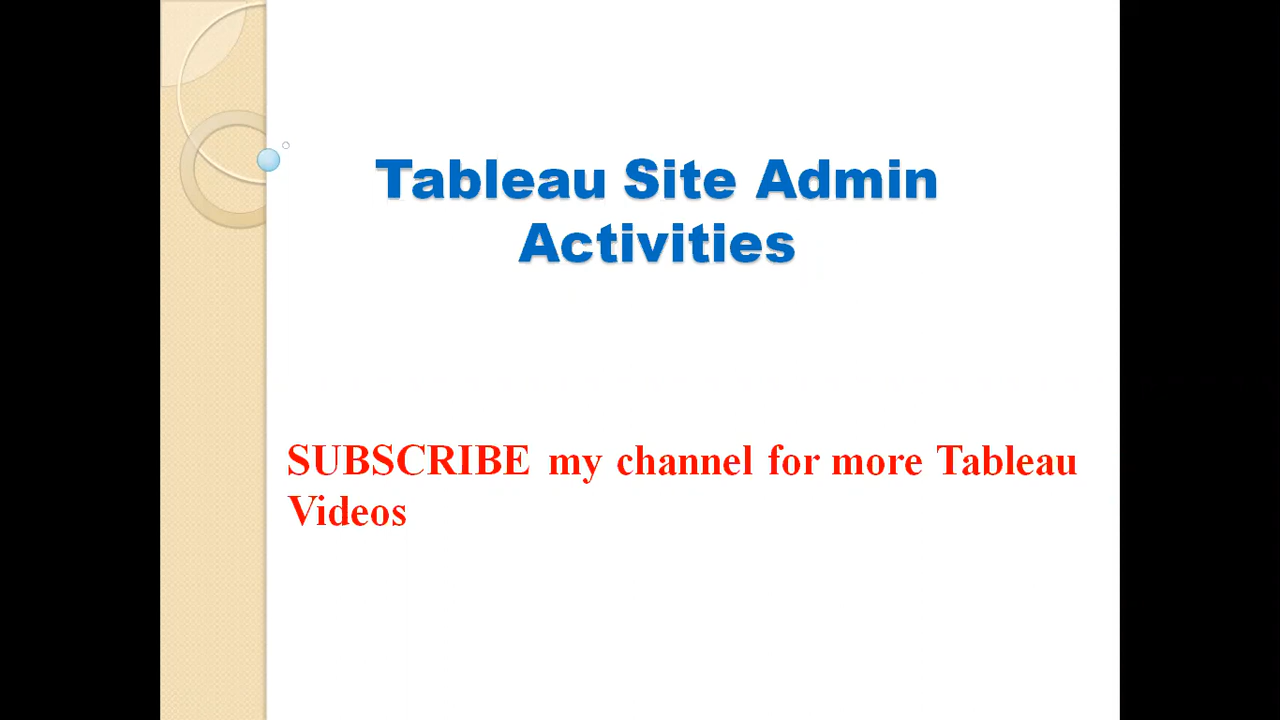 Tableau Site Admin
Activities
SUBSCRIBE my channel for more Tableau
Videos